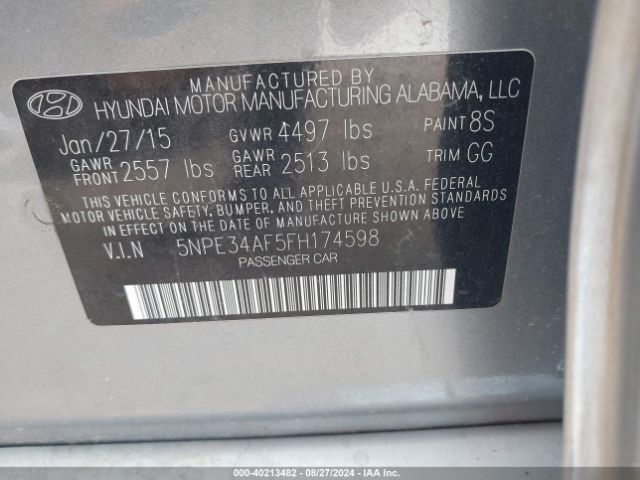 MANUFACTURED BY
HYUNDAI MOTOR MANUFACTURING ALABAMA, LLC
Jan/27/15 GVWR 4497 lbs PAINT 8S
GAWR FRONT 2557 lbs GAWR REAR 2513 lbs TRIM GG
THIS VEHICLE CONFORMS TO ALL APPLICABLE U.S.A. FEDERAL
MOTOR VEHICLE SAFETY, BUMPER, AND THEFT PREVENTION STANDARDS
IN EFFECT ON THE DATE OF MANUFACTURE SHOWN ABOVE.
V.I.N 5NPE34AF5FH174598
PASSENGER CAR
000-40213482 - 08/27/2024 - IAA Inc.